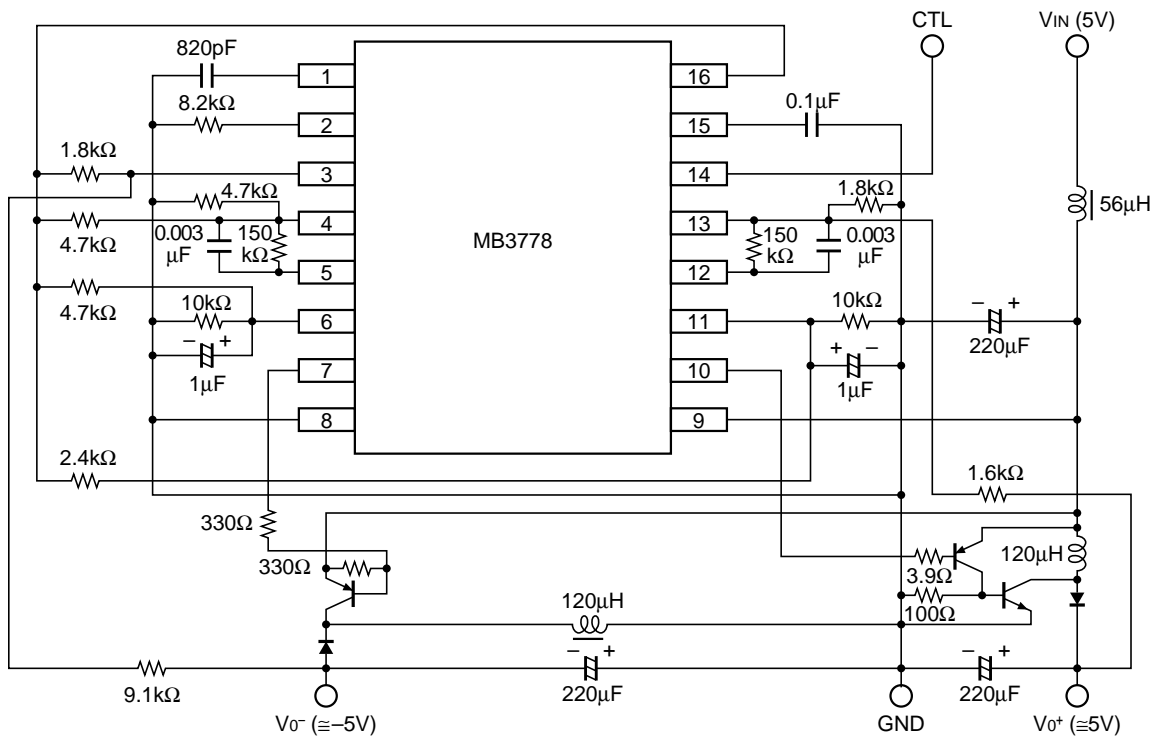 CTL
VIN (5V)
820pF
1
16
8.2kΩ
0.1µF
2
15
1.8kΩ
3
14
4.7kΩ
1.8kΩ
56µH
4
13
MB3778
4.7kΩ
0.003
µF
150
kΩ
150
kΩ
0.003
µF
5
12
4.7kΩ
10kΩ
10kΩ
6
11
− +
220µF
− +
1µF
+ −
1µF
7
10
8
9
2.4kΩ
1.6kΩ
330Ω
330Ω
120µH
3.9Ω
100Ω
120µH
− +
220µF
− +
220µF
9.1kΩ
V0− (≅−5V)
GND
V0+ (≅5V)